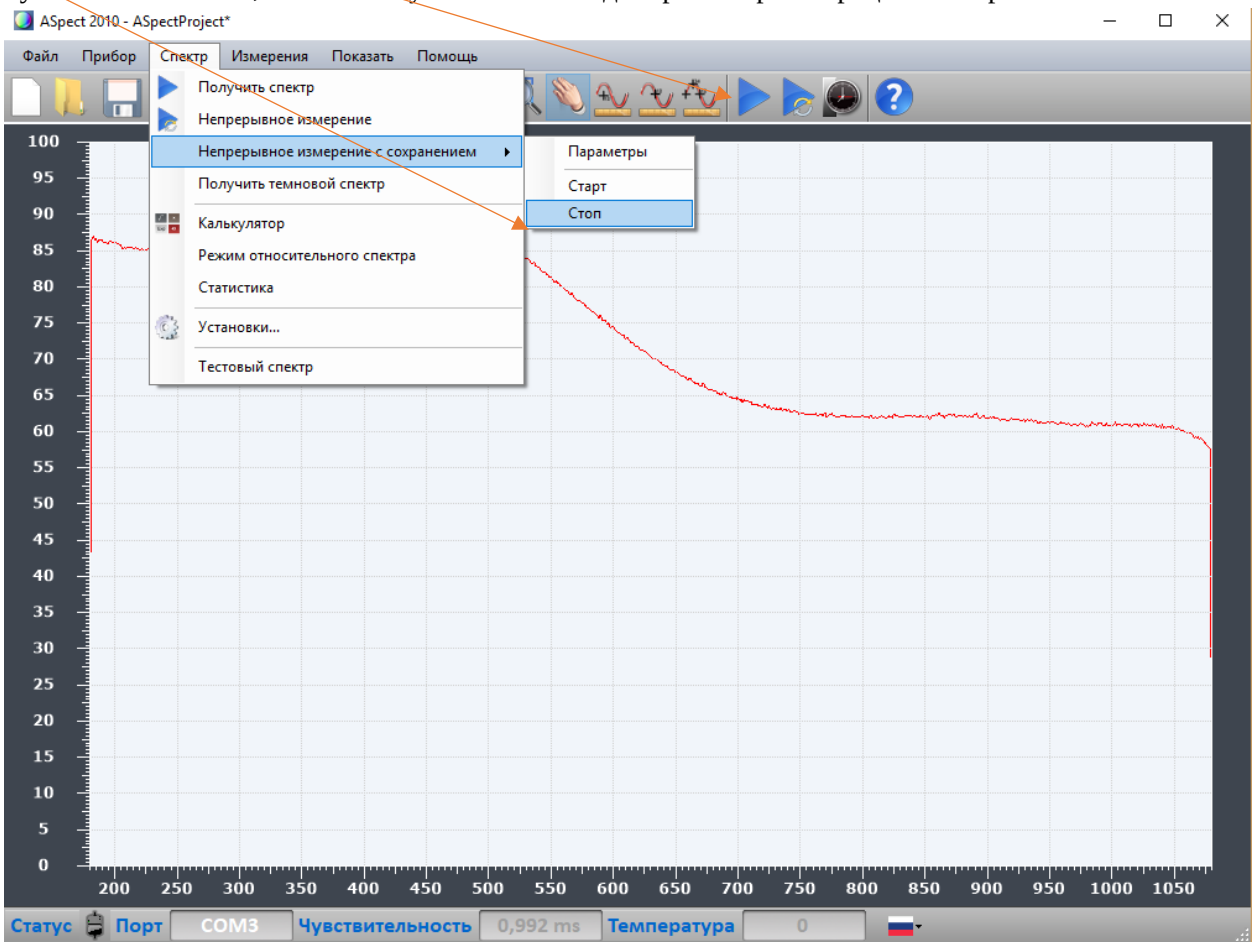 ASpect 2010 - ASpectProject*
Файл Прибор Спектр Измерения Показать Помощь
Получить спектр
Непрерывное измерение
Непрерывное измерение с сохранением
Параметры
Получить темновой спектр
Старт
Стоп
Калькулятор
Режим относительного спектра
Статистика
Установки...
Тестовый спектр
100
95
90
85
80
75
70
65
60
55
50
45
40
35
30
25
20
15
10
5
0
200 250 300 350 400 450 500 550 600 650 700 750 800 850 900 950 1000 1050
Статус Порт COM3 Чувствительность 0,992 ms Температура 0